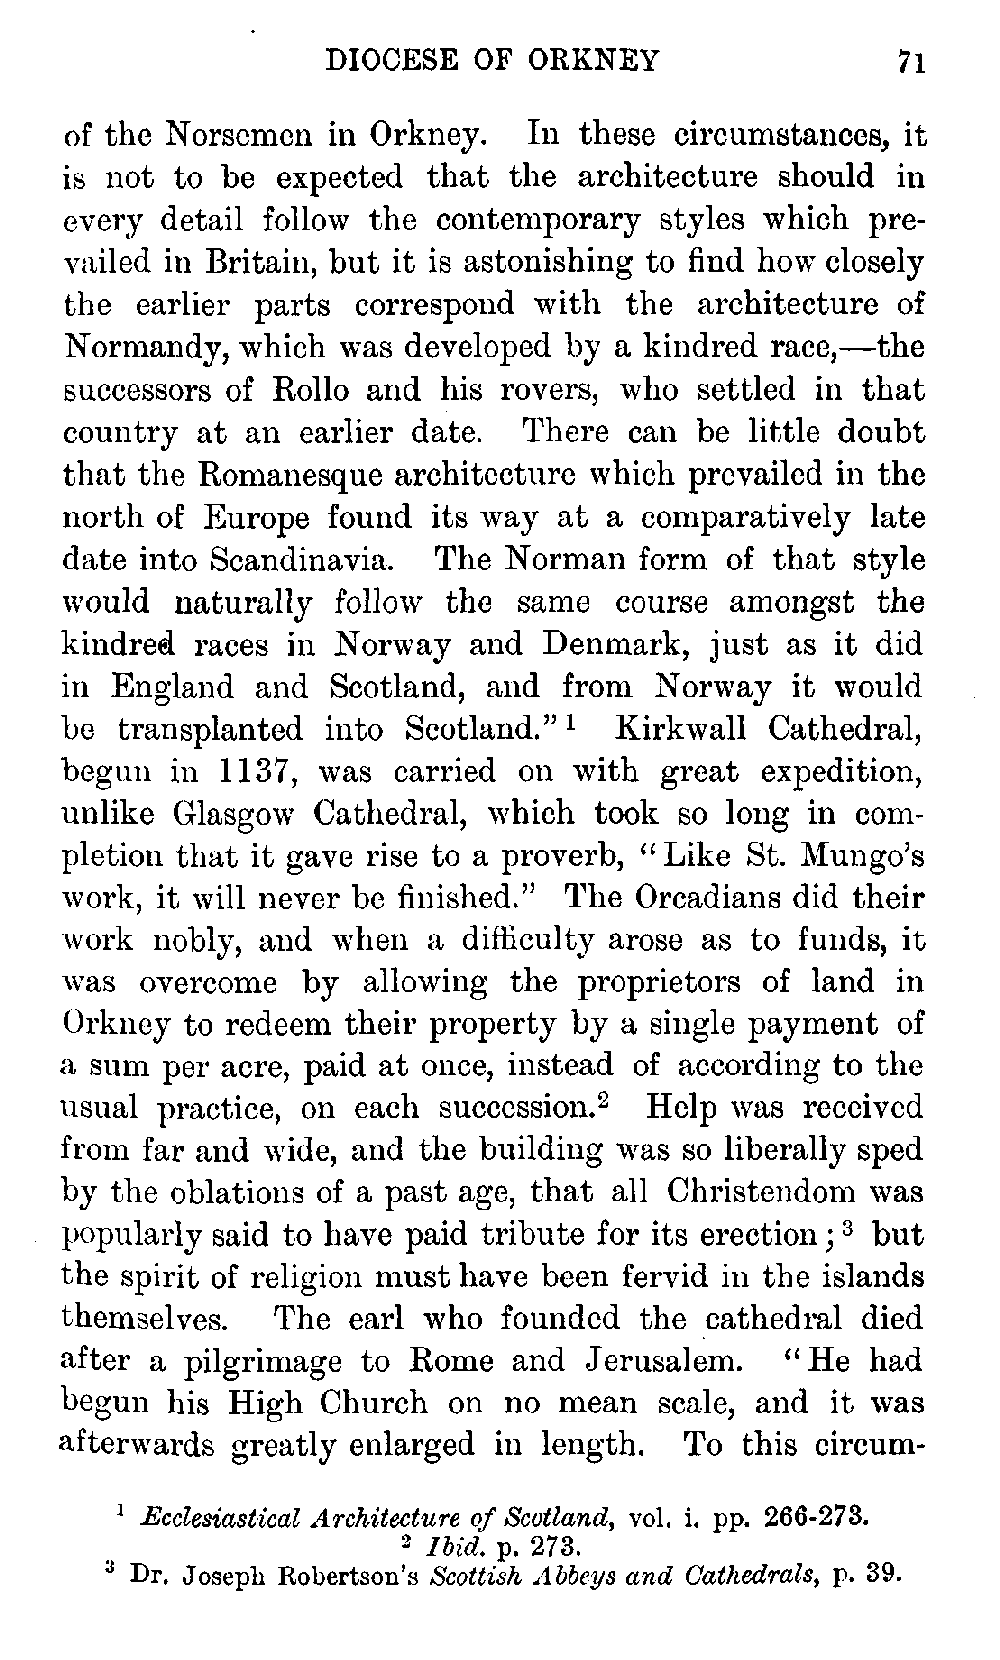 DIOCESE OF ORKNEY 71
of the Norsemen in Orkney. In these circumstances, it
is not to be expected that the architecture should in
every detail follow the contemporary styles which pre-
vailed in Britain, but it is astonishing to find how closely
the earlier parts correspond with the architecture of
Normandy, which was developed by a kindred race,—the
successors of Rollo and his rovers, who settled in that
country at an earlier date. There can be little doubt
that the Romanesque architecture which prevailed in the
north of Europe found its way at a comparatively late
date into Scandinavia. The Norman form of that style
would naturally follow the same course amongst the
kindred races in Norway and Denmark, just as it did
in England and Scotland, and from Norway it would
be transplanted into Scotland.” ¹ Kirkwall Cathedral,
begun in 1137, was carried on with great expedition,
unlike Glasgow Cathedral, which took so long in com-
pletion that it gave rise to a proverb, “Like St. Mungo’s
work, it will never be finished.” The Orcadians did their
work nobly, and when a difficulty arose as to funds, it
was overcome by allowing the proprietors of land in
Orkney to redeem their property by a single payment of
a sum per acre, paid at once, instead of according to the
usual practice, on each succession.² Help was received
from far and wide, and the building was so liberally sped
by the oblations of a past age, that all Christendom was
popularly said to have paid tribute for its erection;³ but
the spirit of religion must have been fervid in the islands
themselves. The earl who founded the cathedral died
after a pilgrimage to Rome and Jerusalem. “He had
begun his High Church on no mean scale, and it was
afterwards greatly enlarged in length. To this circum-
¹ Ecclesiastical Architecture of Scotland, vol. i. pp. 266-273.
² Ibid. p. 273.
³ Dr. Joseph Robertson’s Scottish Abbeys and Cathedrals, p. 39.